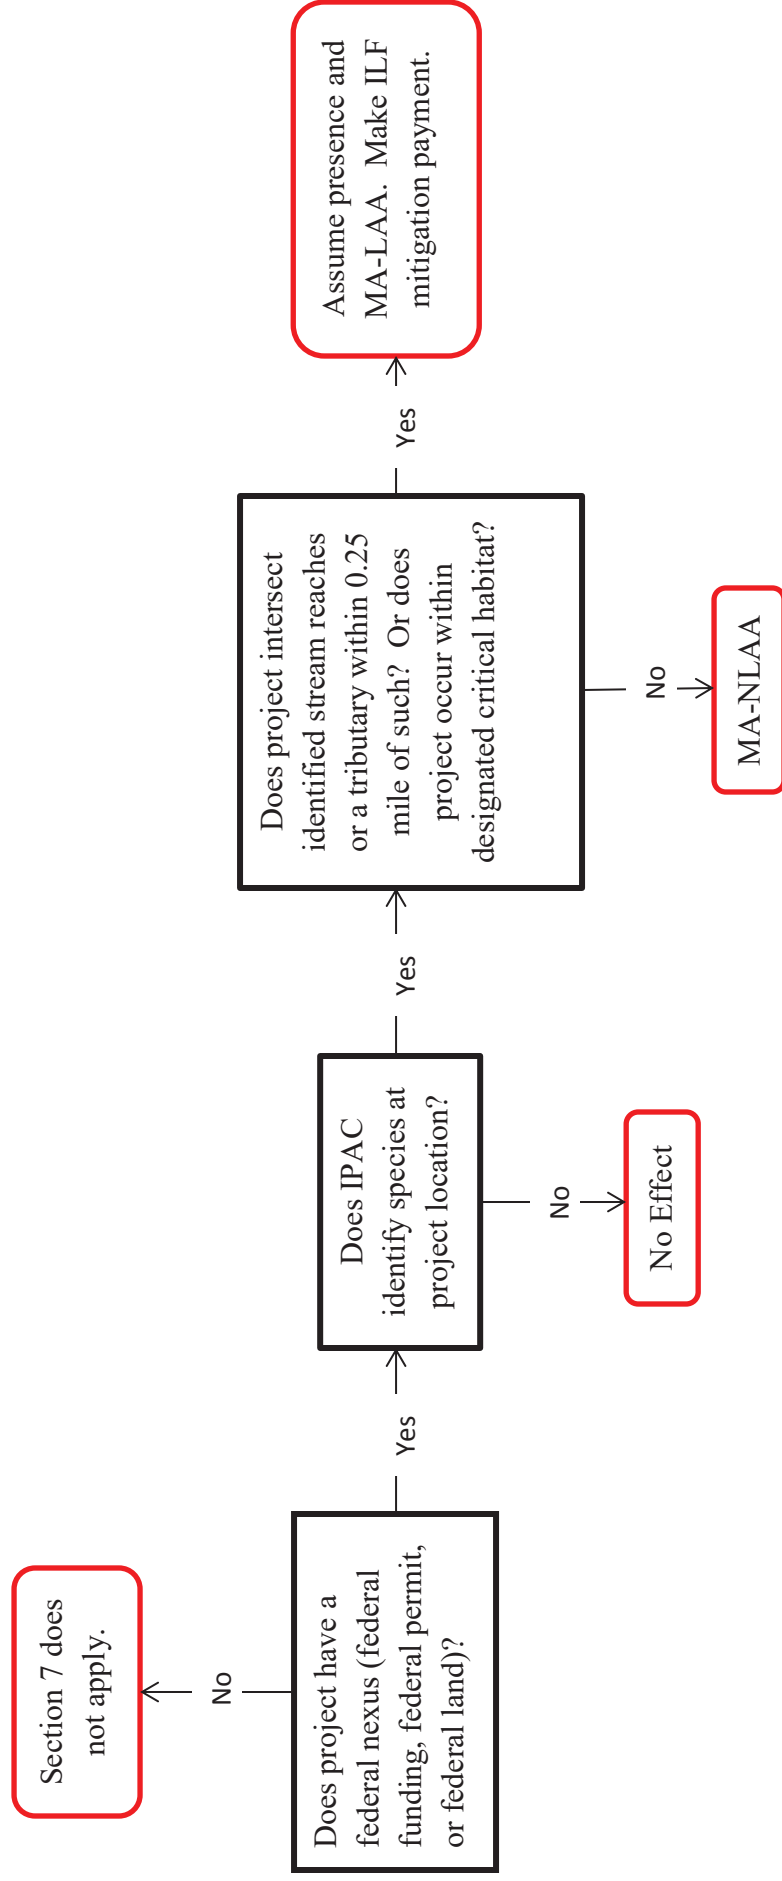 Section 7 does
not apply.
No
Does project have a
federal nexus (federal
funding, federal permit,
or federal land)?
Yes
Does IPAC
identify species at
project location?
No
No Effect
Yes
Does project intersect
identified stream reaches
or a tributary within 0.25
mile of such?  Or does
project occur within
designated critical habitat?
No
MA-NLAA
Yes
Assume presence and
MA-LAA.  Make ILF
mitigation payment.